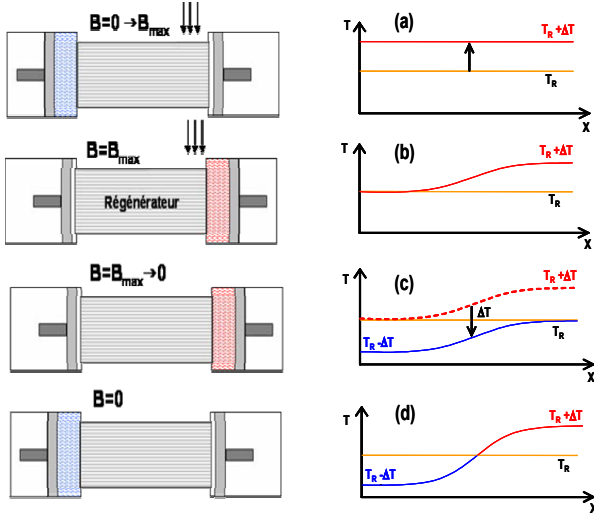 B=0→Bmax
(a)
T
TR+ΔT
TR
X
B=Bmax
Régénérateur
(b)
T
TR+ΔT
TR
X
B=Bmax→0
(c)
T
TR+ΔT
ΔT
TR
TR-ΔT
X
B=0
(d)
T
TR+ΔT
TR
TR-ΔT
X